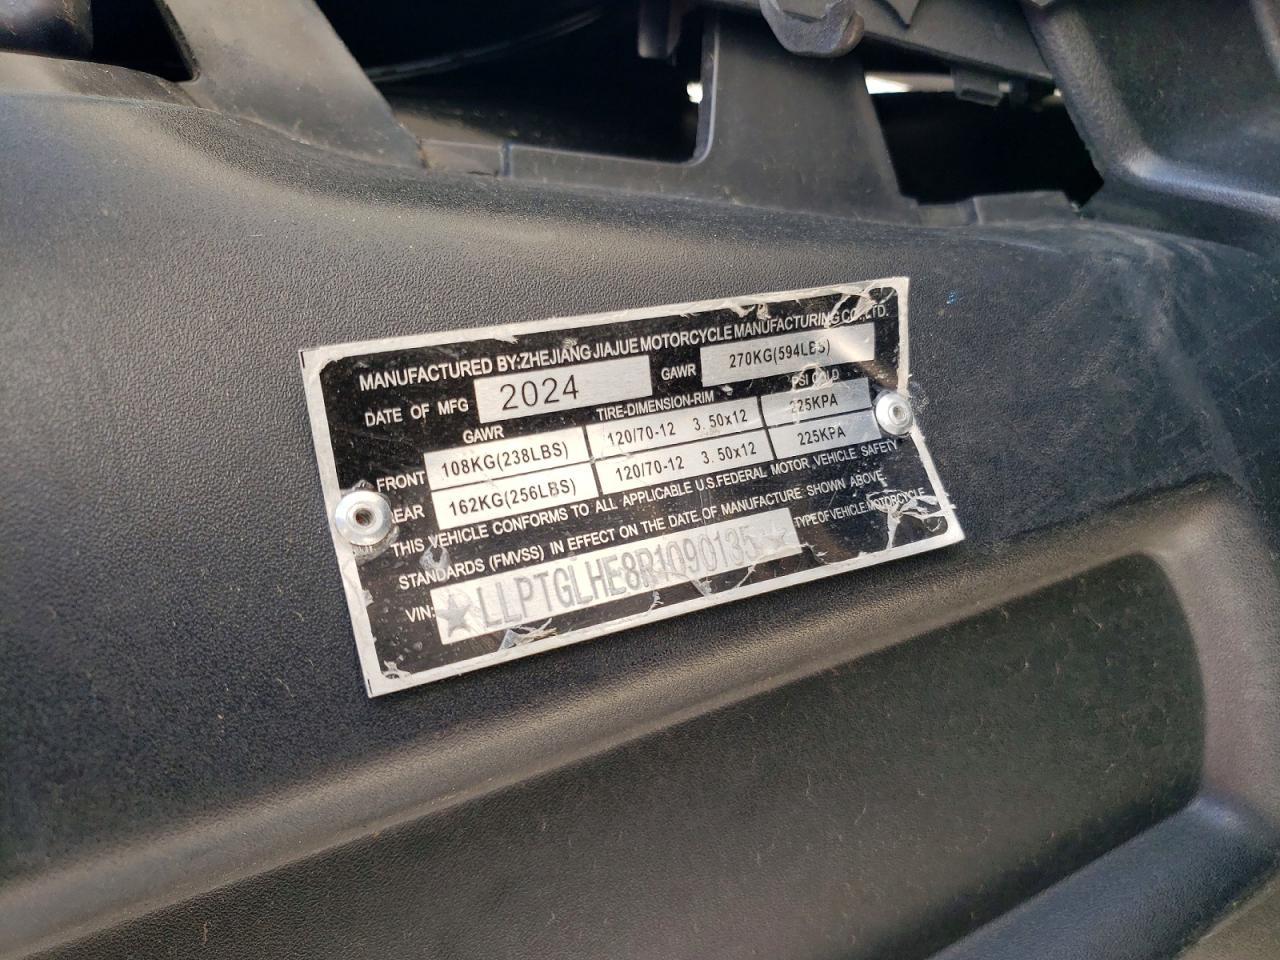 MANUFACTURED BY:ZHEJIANG JIAJUE MOTORCYCLE MANUFACTURING CO.,LTD.
DATE OF MFG 2024 GAWR 270KG(594LBS)
GAWR TIRE-DIMENSION-RIM PSI COLD
FRONT 108KG(238LBS) 120/70-12 3.50x12 225KPA
REAR 162KG(256LBS) 120/70-12 3.50x12 225KPA
THIS VEHICLE CONFORMS TO ALL APPLICABLE U.S.FEDERAL MOTOR VEHICLE SAFETY
STANDARDS (FMVSS) IN EFFECT ON THE DATE OF MANUFACTURE SHOWN ABOVE.
VIN: ★LLPTGLHE8R1090135★ TYPE OF VEHICLE:MOTORCYCLE